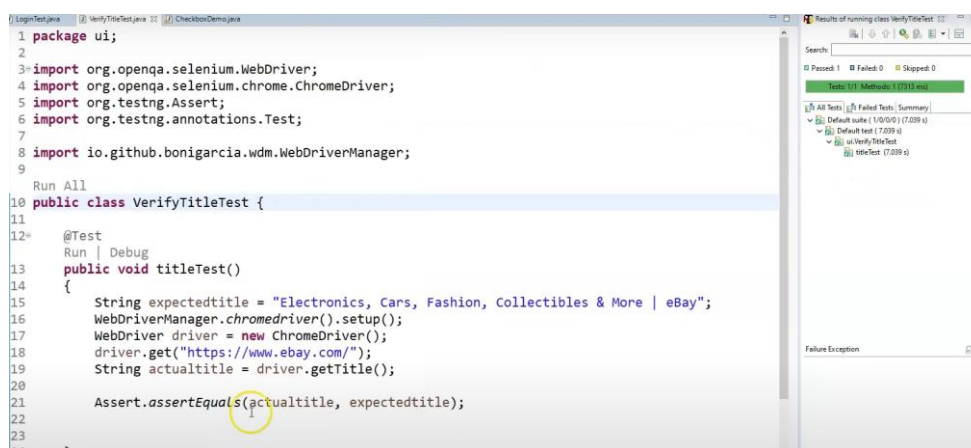 LoginTest.java VerifyTitleTest.java CheckboxDemo.java
1 package ui;
2
3 import org.openqa.selenium.WebDriver;
4 import org.openqa.selenium.chrome.ChromeDriver;
5 import org.testng.Assert;
6 import org.testng.annotations.Test;
7
8 import io.github.bonigarcia.wdm.WebDriverManager;
9
Run All
10 public class VerifyTitleTest {
11
12 @Test
Run | Debug
13 public void titleTest()
14 {
15 String expectedtitle = "Electronics, Cars, Fashion, Collectibles & More | eBay";
16 WebDriverManager.chromedriver().setup();
17 WebDriver driver = new ChromeDriver();
18 driver.get("https://www.ebay.com/");
19 String actualtitle = driver.getTitle();
20
21 Assert.assertEquals(actualtitle, expectedtitle);
22
23
Results of running class VerifyTitleTest
Search:
Passed: 1 Failed: 0 Skipped: 0
Tests: 1/1 Methods: 1 (7313 ms)
All Tests Failed Tests Summary
Default suite ( 1/0/0/0 ) (7.039 s)
Default test ( 7.039 s)
ui.VerifyTitleTest
titleTest (7.039 s)
Failure Exception